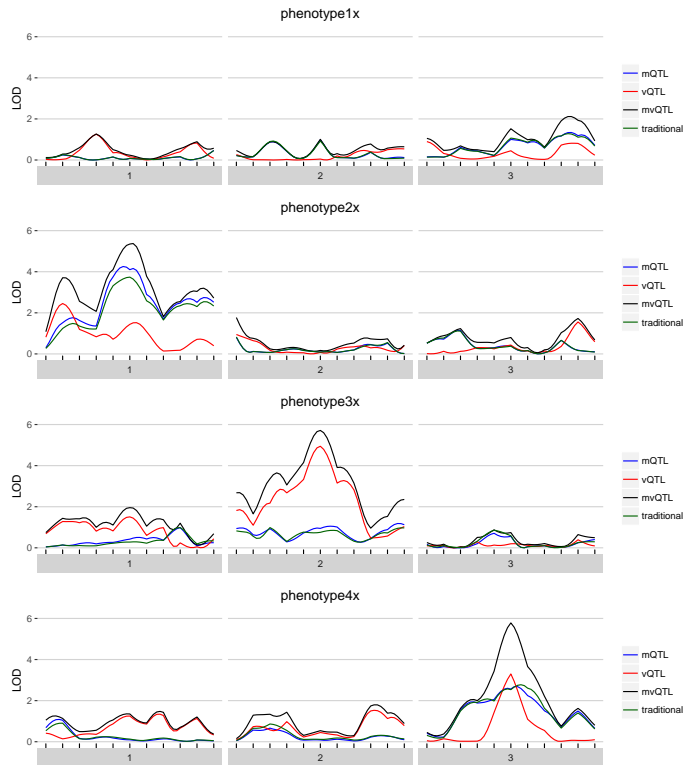 phenotype1x
6
4
2
0
LOD
1
2
3
mQTL
vQTL
mvQTL
traditional
phenotype2x
6
4
2
0
LOD
1
2
3
mQTL
vQTL
mvQTL
traditional
phenotype3x
6
4
2
0
LOD
1
2
3
mQTL
vQTL
mvQTL
traditional
phenotype4x
6
4
2
0
LOD
1
2
3
mQTL
vQTL
mvQTL
traditional